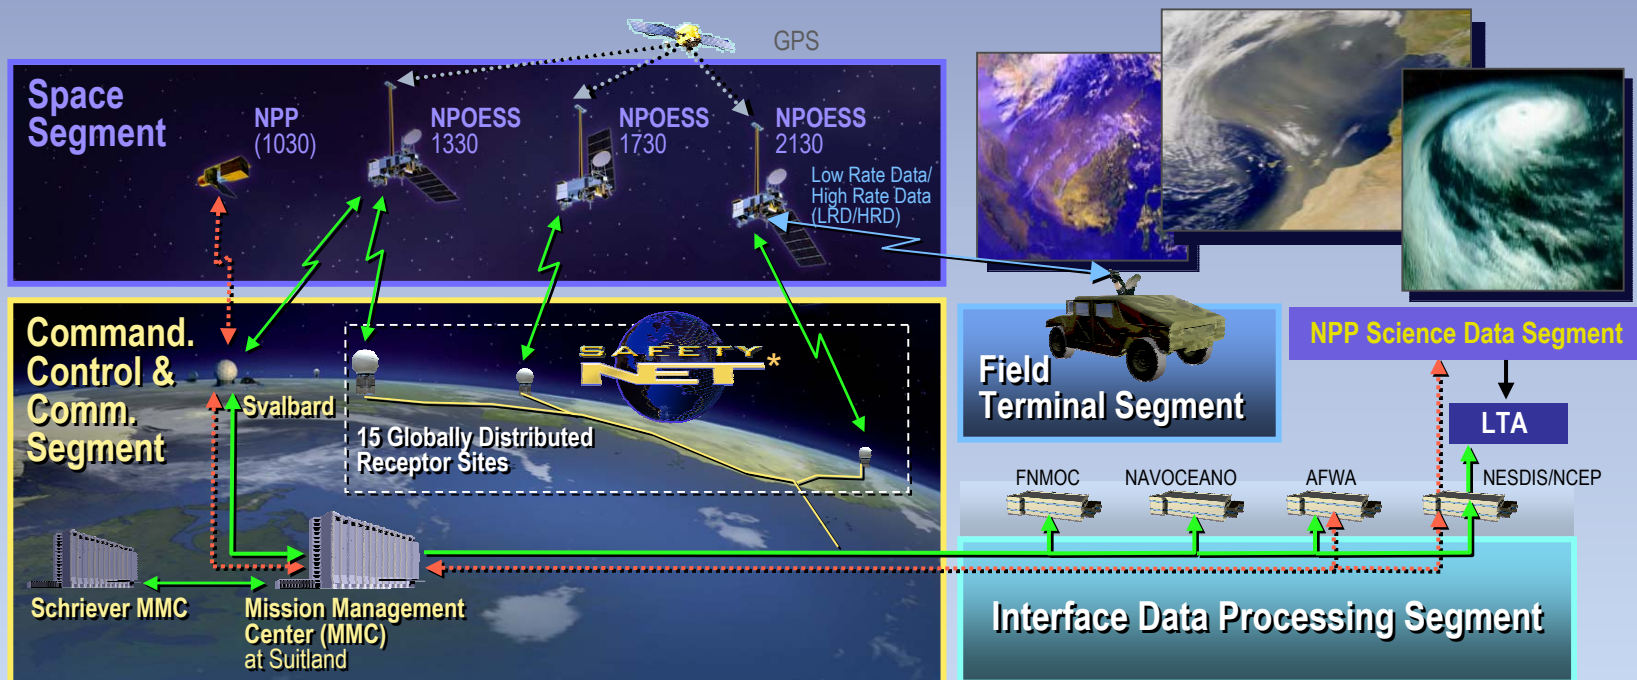 GPS
Space
Segment
NPP
(1030)
NPOESS
1330
NPOESS
1730
NPOESS
2130
Low Rate Data/
High Rate Data
(LRD/HRD)
Command.
Control &
Comm.
Segment
Svalbard
SAFETY
NET*
15 Globally Distributed
Receptor Sites
Schriever MMC
Mission Management
Center (MMC)
at Suitland
Field
Terminal Segment
NPP Science Data Segment
LTA
FNMOC
NAVOCEANO
AFWA
NESDIS/NCEP
Interface Data Processing Segment